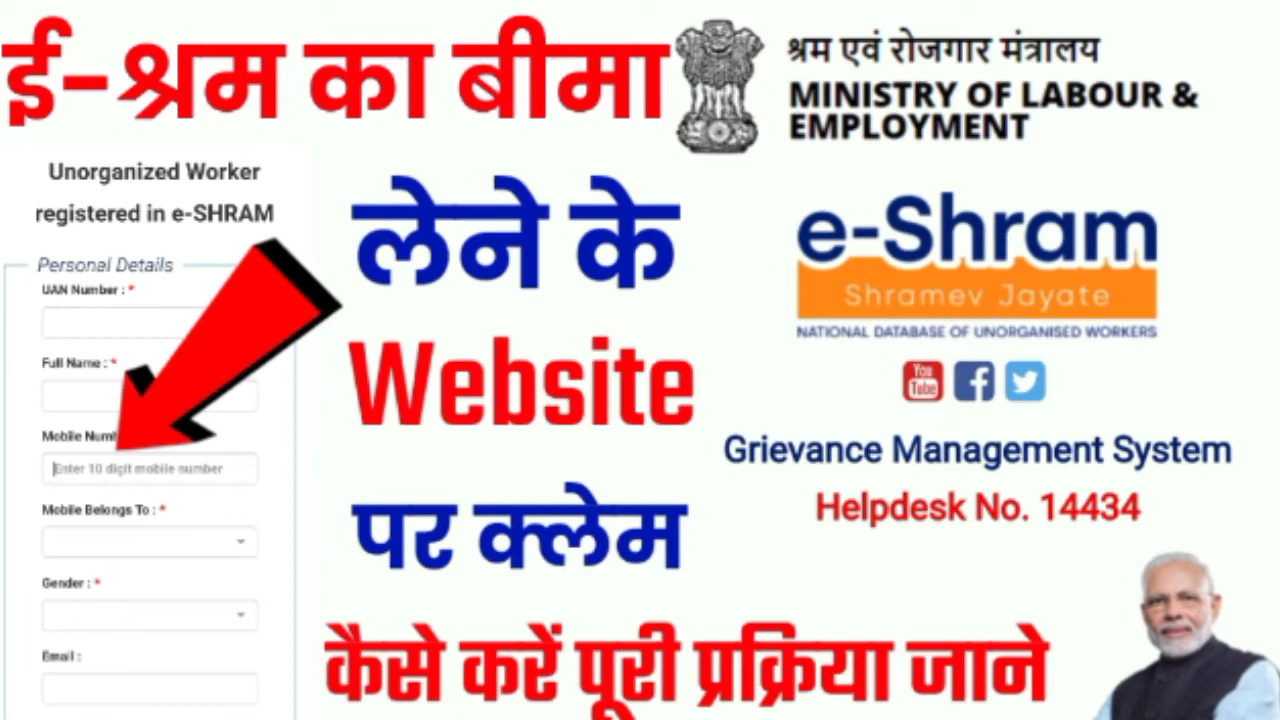 ई-श्रम का बीमा
श्रम एवं रोजगार मंत्रालय
MINISTRY OF LABOUR &
EMPLOYMENT
Unorganized Worker
registered in e-SHRAM
Personal Details
UAN Number : *
Full Name : *
Mobile Numb
Enter 10 digit mobile number
Mobile Belongs To : *
Gender : *
Email :
लेने के
Website
पर क्लेम
e-Shram
Shramev Jayate
NATIONAL DATABASE OF UNORGANISED WORKERS
You
Tube
Grievance Management System
Helpdesk No. 14434
कैसे करें पूरी प्रक्रिया जाने